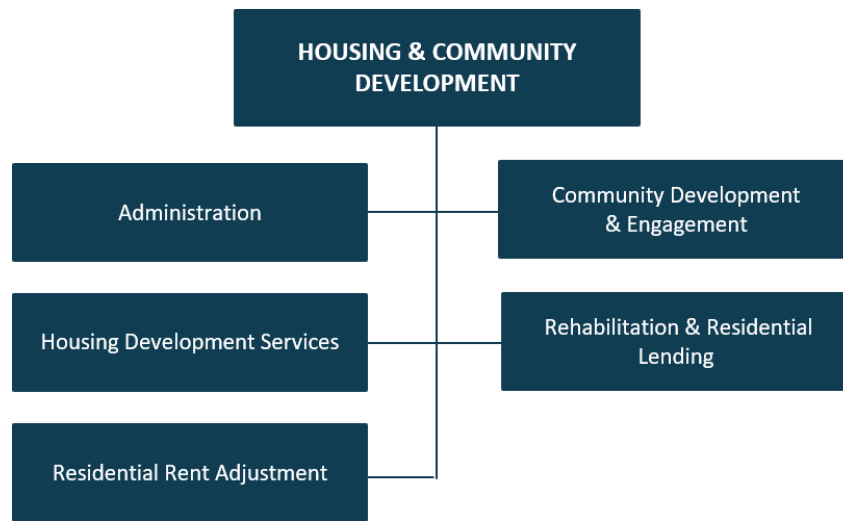 HOUSING & COMMUNITY
DEVELOPMENT
Administration
Community Development
& Engagement
Housing Development Services
Rehabilitation & Residential
Lending
Residential Rent Adjustment